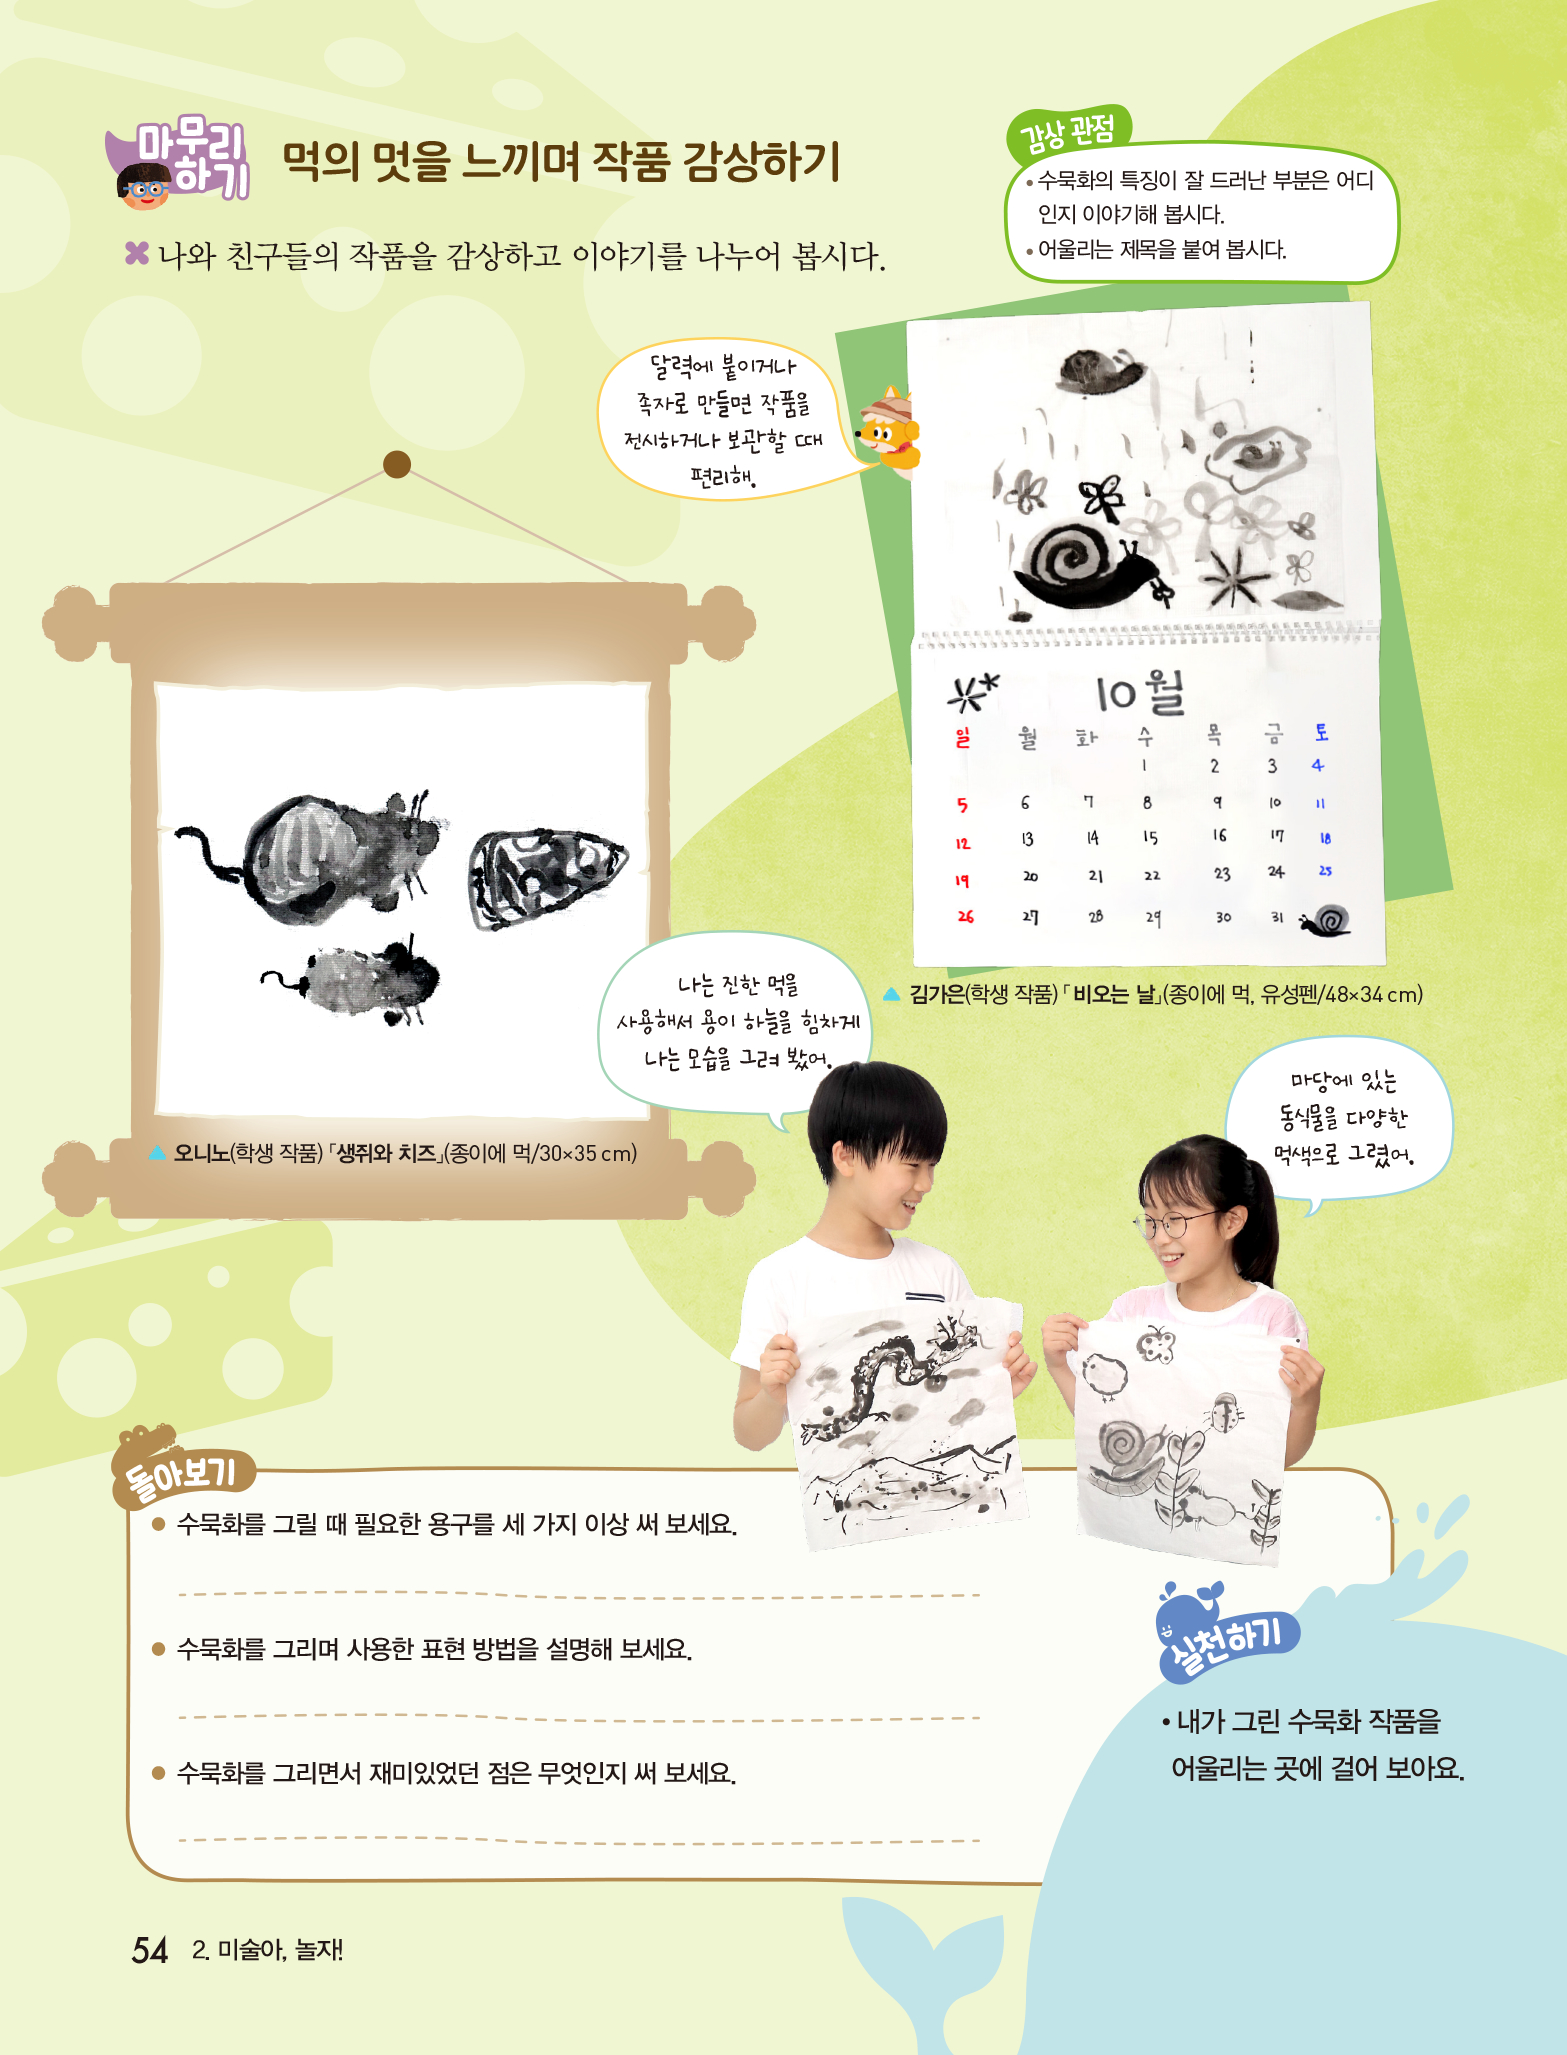 마무리
하기
먹의 멋을 느끼며 작품 감상하기
나와 친구들의 작품을 감상하고 이야기를 나누어 봅시다.
감상 관점
• 수묵화의 특징이 잘 드러난 부분은 어디
인지 이야기해 봅시다.
• 어울리는 제목을 붙여 봅시다.
달력에 붙이거나
족자로 만들면 작품을
전시하거나 보관할 때
편리해.
10월
일 월 화 수 목 금 토
1 2 3 4
5 6 7 8 9 10 11
12 13 14 15 16 17 18
19 20 21 22 23 24 25
26 27 28 29 30 31
▲ 김가은(학생 작품) 「비오는 날」(종이에 먹, 유성펜/48×34 cm)
▲ 오니노(학생 작품) 「생쥐와 치즈」(종이에 먹/30×35 cm)
나는 진한 먹을
사용해서 용이 하늘을 힘차게
나는 모습을 그려 봤어.
마당에 있는
동식물을 다양한
먹색으로 그렸어.
돌아보기
● 수묵화를 그릴 때 필요한 용구를 세 가지 이상 써 보세요.
● 수묵화를 그리며 사용한 표현 방법을 설명해 보세요.
● 수묵화를 그리면서 재미있었던 점은 무엇인지 써 보세요.
실천하기
• 내가 그린 수묵화 작품을
어울리는 곳에 걸어 보아요.
54 2. 미술아, 놀자!